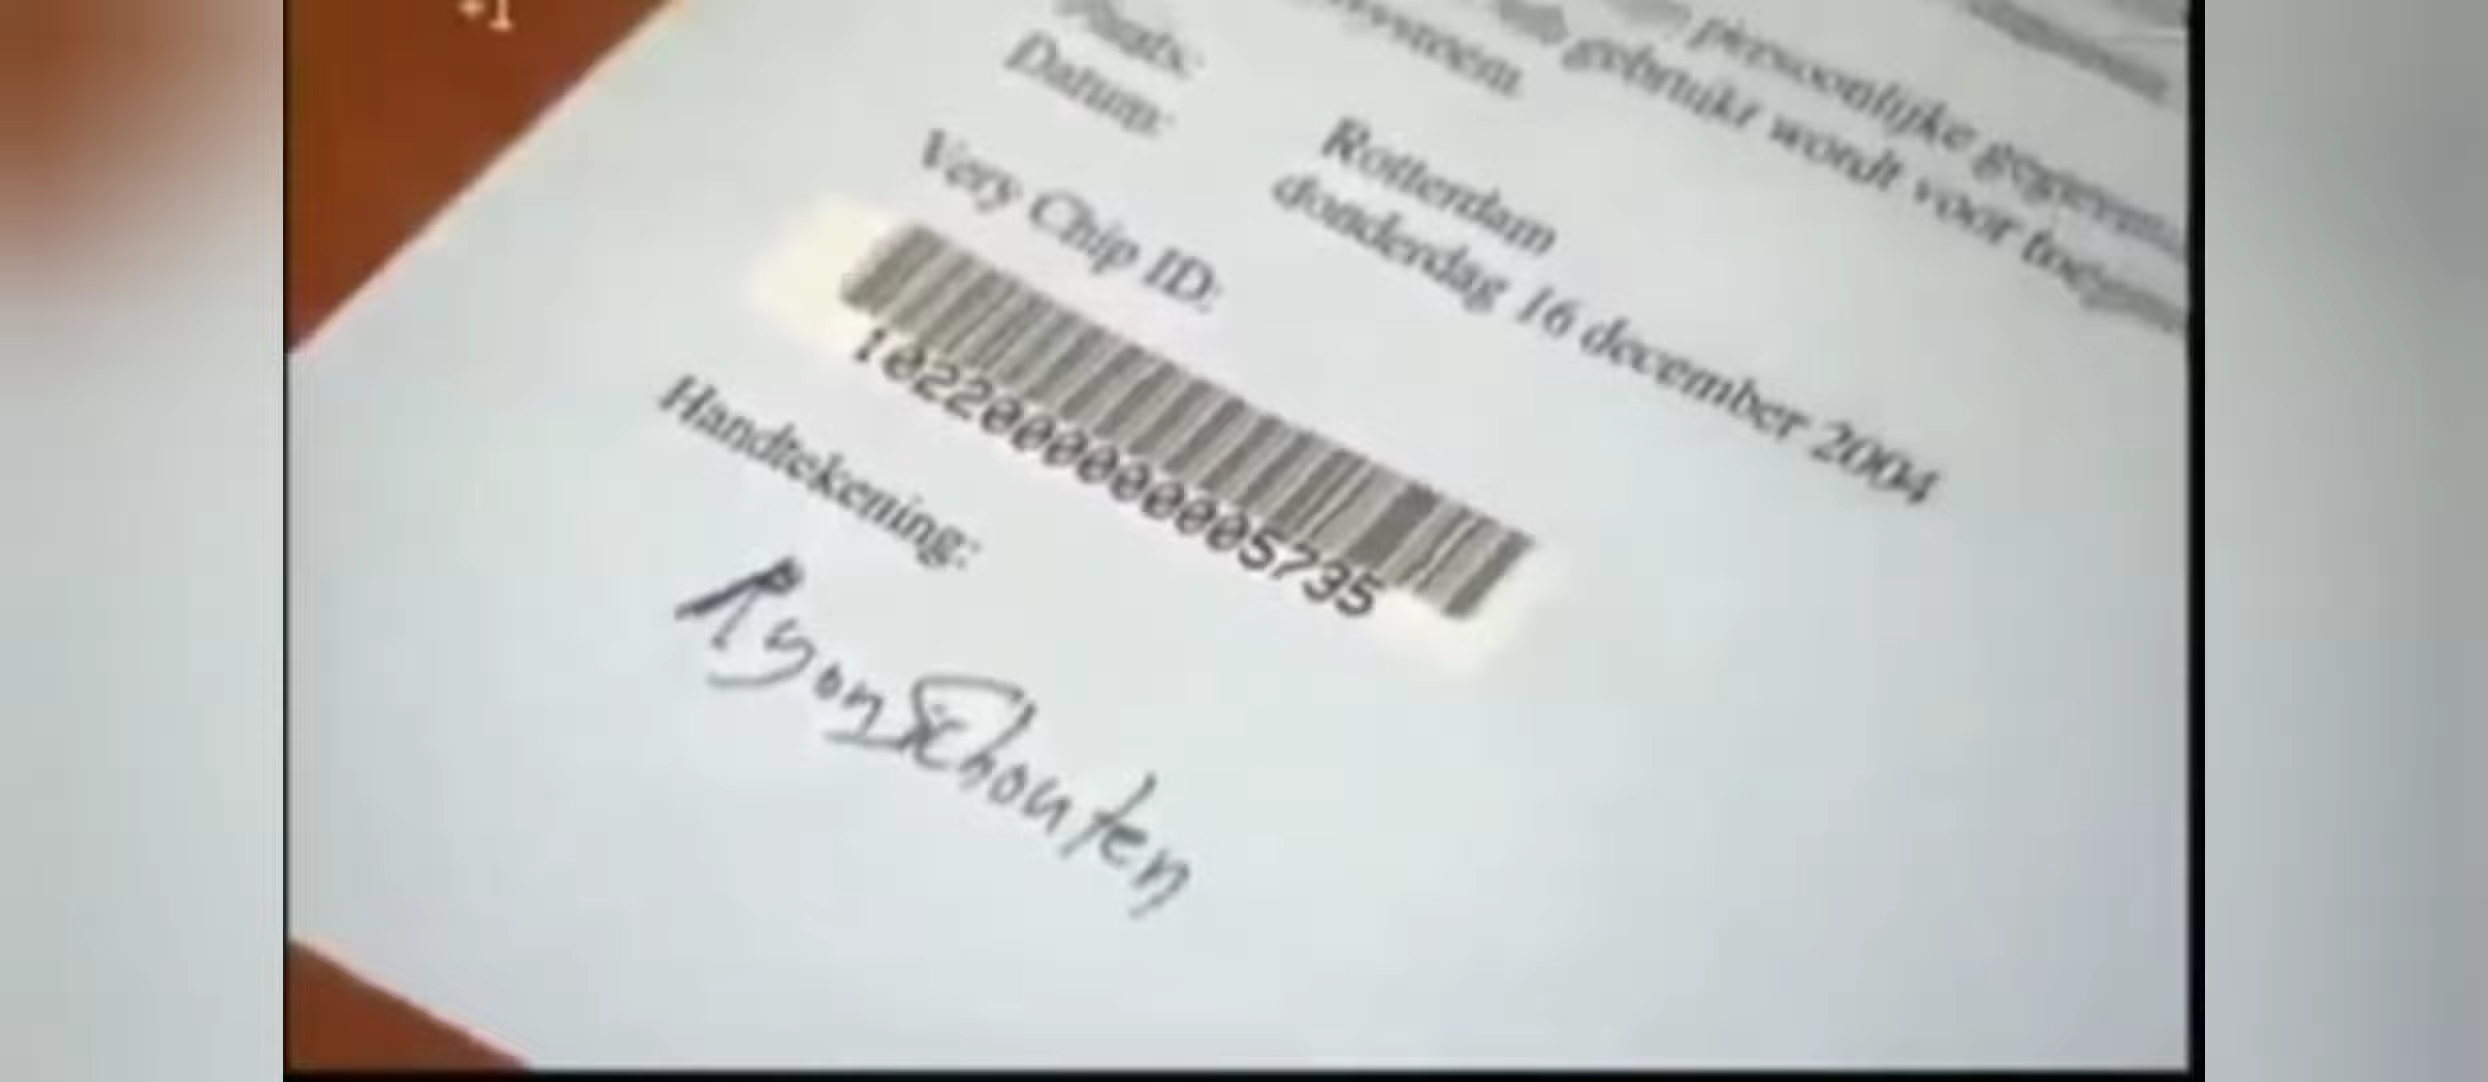 +1
persoonlijke gegevens
gebruikt wordt voor toegang
Plaats: Rotterdam
Datum: donderdag 16 december 2004
Very Chip ID:
1022000000005735
Handtekening:
Ryon Schouten